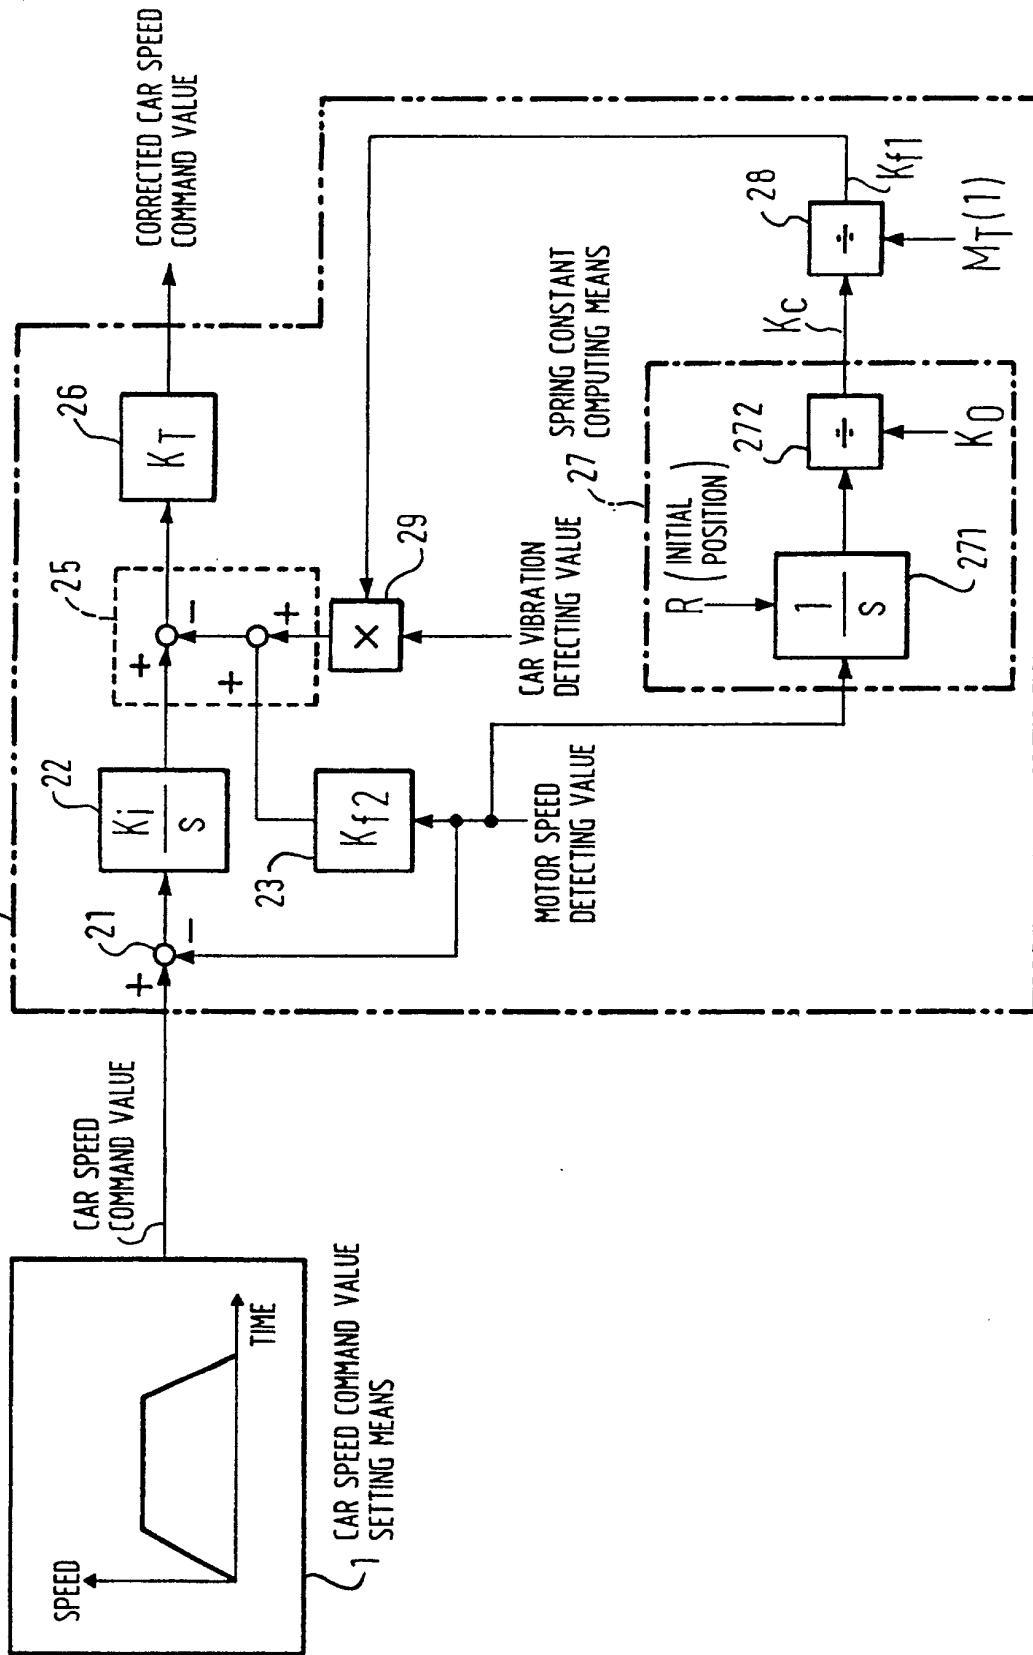 SPEED
TIME
1
CAR SPEED COMMAND VALUE
SETTING MEANS
CAR SPEED
COMMAND VALUE
+
−
21
Ki
s
22
Kf2
23
MOTOR SPEED
DETECTING VALUE
25
+
−
+
+
×
29
CAR VIBRATION
DETECTING VALUE
KT
26
CORRECTED CAR SPEED
COMMAND VALUE
27
SPRING CONSTANT
COMPUTING MEANS
R (INITIAL
POSITION)
1
s
271
÷
272
K0
Kc
÷
28
MT(1)
Kf1